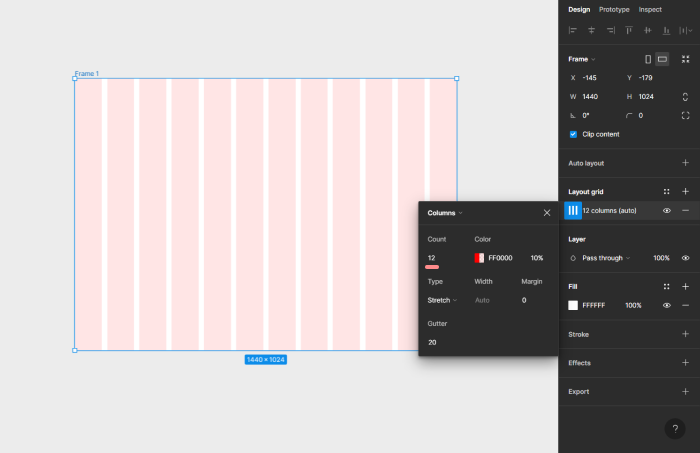 Design Prototype Inspect
Frame
X -145 Y -179
W 1440 H 1024
0° 0
Clip content
Auto layout
Layout grid
12 columns (auto)
Layer
Pass through 100%
Fill
FFFFFF 100%
Stroke
Effects
Export
?
Frame 1
1440 × 1024
Columns
Count Color
12 FF0000 10%
Type Width Margin
Stretch Auto 0
Gutter
20